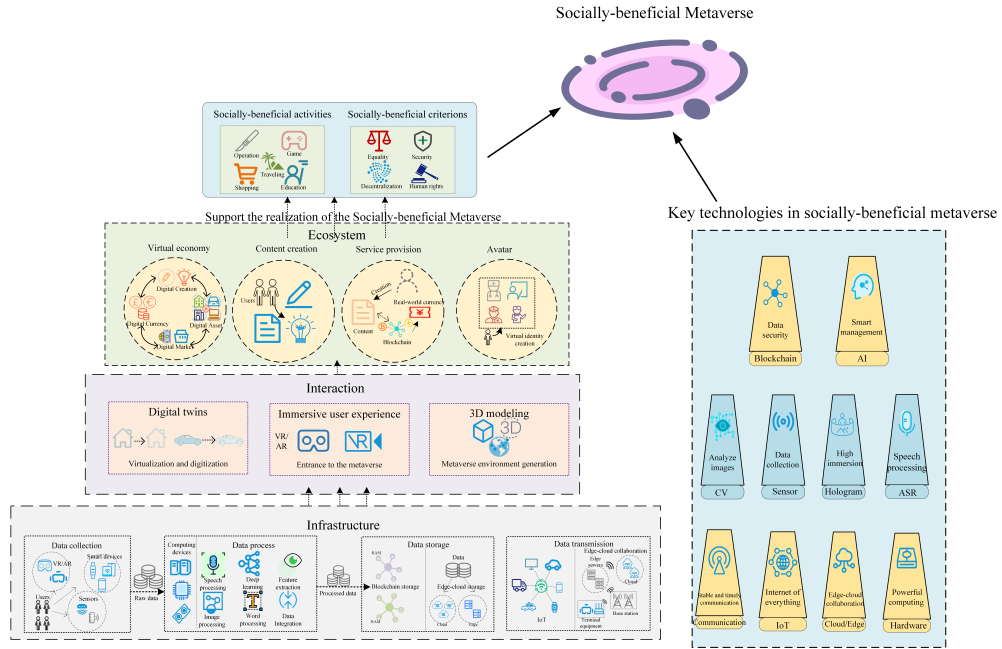 Socially-beneficial Metaverse
Socially-beneficial activities
Socially-beneficial criterions
Operation
Game
Traveling
Shopping
Education
Equality
Security
Decentralization
Human rights
Support the realization of the Socially-beneficial Metaverse
Ecosystem
Virtual economy
Content creation
Service provision
Avatar
Digital Creation
Digital Currency
Digital Asset
Digital Market
Users
Creation
Real-world currency
Content
Blockchain
Virtual identity
creation
Interaction
Digital twins
Virtualization and digitization
Immersive user experience
VR/
AR
VR
Entrance to the metaverse
3D modeling
3D
Metaverse environment generation
Infrastructure
Data collection
VR/AR
Smart devices
Users
Sensors
Raw data
Computing
devices
Data process
Speech
processing
Deep
learning
Feature
extraction
Image
processing
Word
processing
Data
Integration
Processed data
Data storage
RAM
Blockchain storage
RAM
Data
Edge-cloud storage
Cloud
Edge
Data transmission
IoT
Edge-cloud collaboration
Edge
servers
Cloud
Terminal
equipment
Base station
Key technologies in socially-beneficial metaverse
Data
security
Blockchain
Smart
management
AI
Analyze
images
CV
Data
collection
Sensor
High
immersion
Hologram
Speech
processing
ASR
Stable and timely
communication
Communication
Internet of
everything
IoT
Edge-cloud
collaboration
Cloud/Edge
Powerful
computing
Hardware